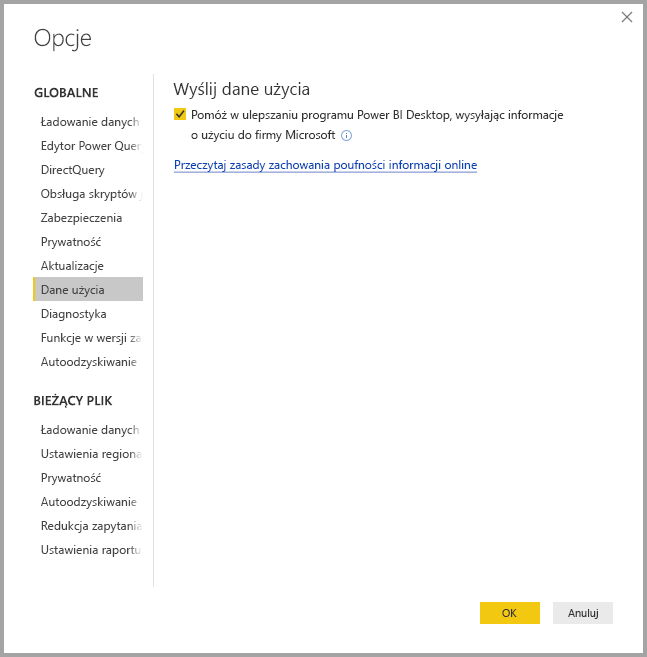 Opcje
GLOBALNE
Ładowanie danych
Edytor Power Quer
DirectQuery
Obsługa skryptów
Zabezpieczenia
Prywatność
Aktualizacje
Dane użycia
Diagnostyka
Funkcje w wersji za
Autoodzyskiwanie
BIEŻĄCY PLIK
Ładowanie danych
Ustawienia regiona
Prywatność
Autoodzyskiwanie
Redukcja zapytania
Ustawienia raportu
Wyślij dane użycia
Pomóż w ulepszaniu programu Power BI Desktop, wysyłając informacje
o użyciu do firmy Microsoft
Przeczytaj zasady zachowania poufności informacji online
OK
Anuluj